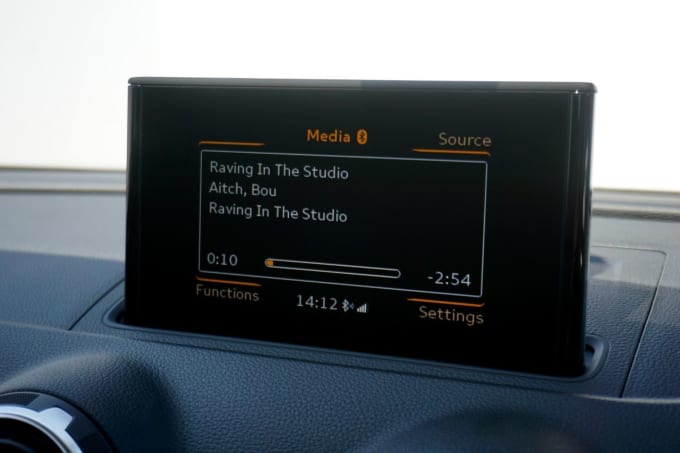 Media
Source
Raving In The Studio
Aitch, Bou
Raving In The Studio
0:10
-2:54
Functions
14:12
Settings